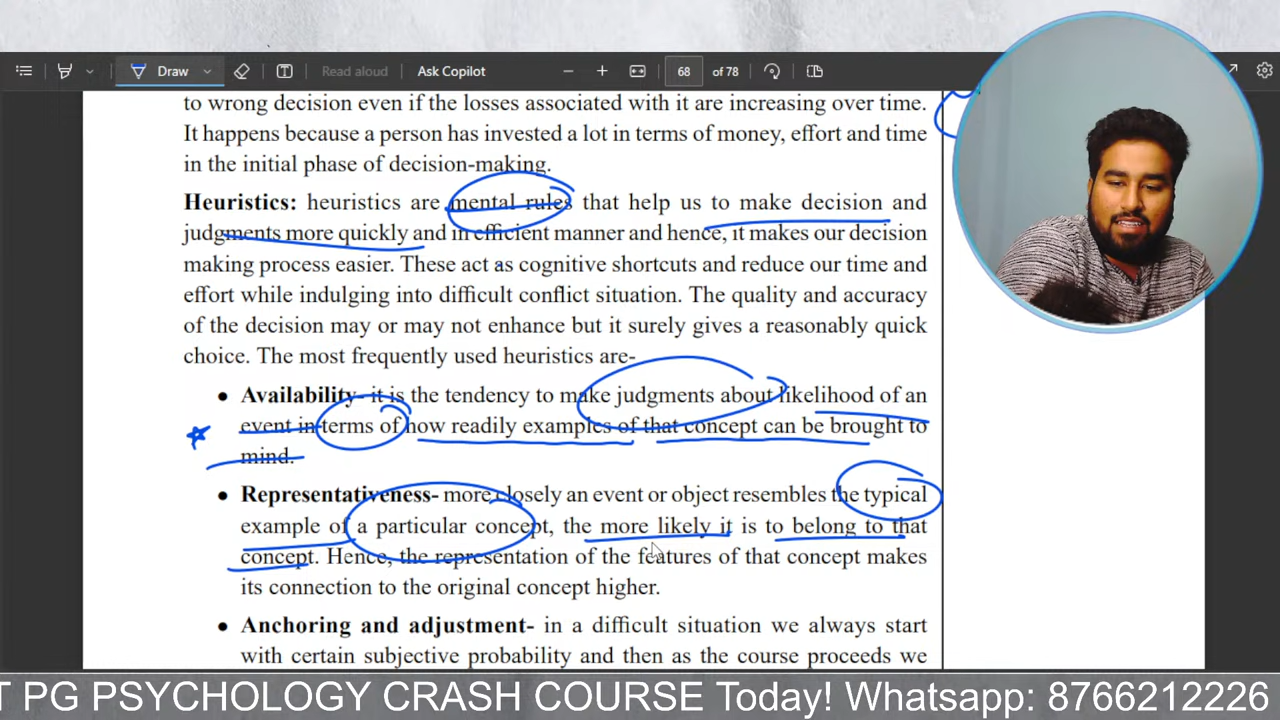 Draw
Read aloud
Ask Copilot
68
of 78
to wrong decision even if the losses associated with it are increasing over time.
It happens because a person has invested a lot in terms of money, effort and time
in the initial phase of decision-making.
Heuristics: heuristics are mental rules that help us to make decision and
judgments more quickly and in efficient manner and hence, it makes our decision
making process easier. These act as cognitive shortcuts and reduce our time and
effort while indulging into difficult conflict situation. The quality and accuracy
of the decision may or may not enhance but it surely gives a reasonably quick
choice. The most frequently used heuristics are-
• Availability- it is the tendency to make judgments about likelihood of an
event in terms of how readily examples of that concept can be brought to
mind.
• Representativeness- more closely an event or object resembles the typical
example of a particular concept, the more likely it is to belong to that
concept. Hence, the representation of the features of that concept makes
its connection to the original concept higher.
• Anchoring and adjustment- in a difficult situation we always start
with certain subjective probability and then as the course proceeds we
T PG PSYCHOLOGY CRASH COURSE Today! Whatsapp: 8766212226